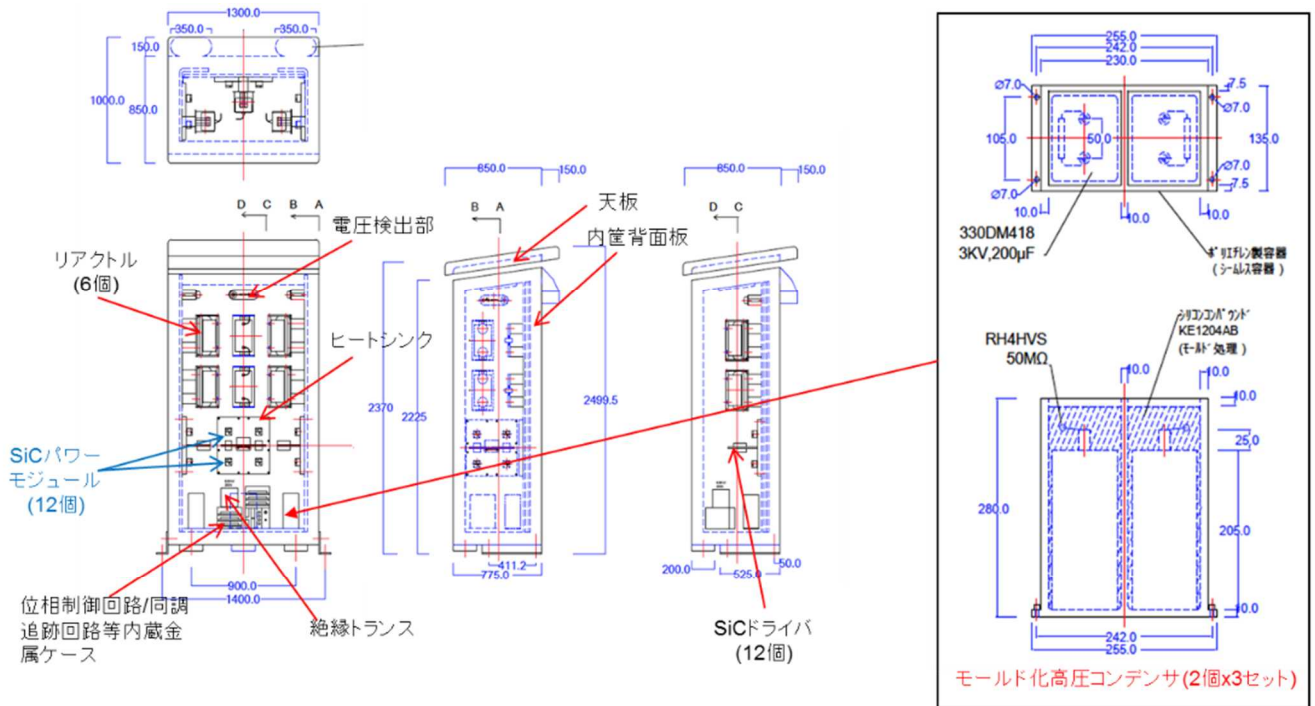 1300.0
350.0
350.0
150.0
1000.0
850.0
D C B A
電圧検出部
リアクトル
(6個)
ヒートシンク
SiCパワー
モジュール
(12個)
900.0
1400.0
位相制御回路/同調
追跡回路等内蔵金
属ケース
絶縁トランス
2370
2225
650.0
150.0
B A
天板
内筐背面板
2499.5
411.2
775.0
650.0
150.0
D C
200.0
50.0
525.0
SiCドライバ
(12個)
255.0
242.0
230.0
Ø7.0
7.5
Ø7.0
105.0
50.0
135.0
Ø7.0
Ø7.0
7.5
10.0
10.0
10.0
330DM418
3KV,200μF
ポリエチレン製容器
(シームレス容器)
シリコンコンパウンド
KE1204AB
(モールド処理)
RH4HVS
50MΩ
10.0
10.0
10.0
25.0
280.0
205.0
10.0
242.0
255.0
モールド化高圧コンデンサ(2個x3セット)